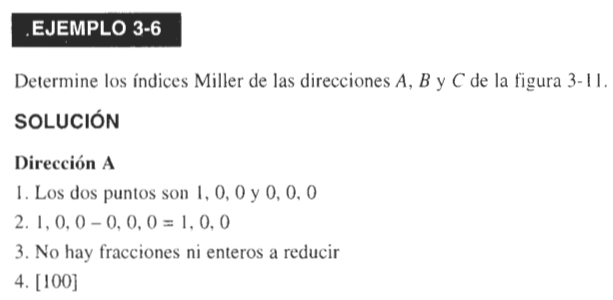 EJEMPLO 3-6
Determine los índices Miller de las direcciones A, B y C de la figura 3-11.
SOLUCIÓN
Dirección A
1. Los dos puntos son 1, 0, 0 y 0, 0, 0
2. 1, 0, 0 – 0, 0, 0 = 1, 0, 0
3. No hay fracciones ni enteros a reducir
4. [100]